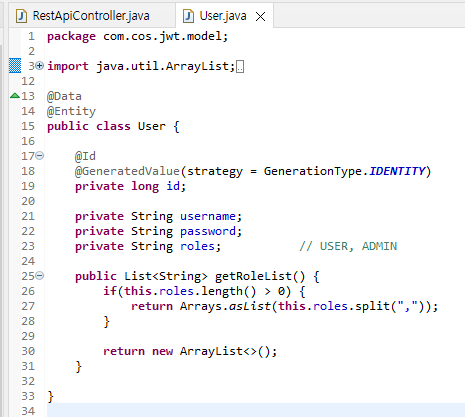 RestApiController.java User.java
1 package com.cos.jwt.model;
2
3 import java.util.ArrayList;
12
13 @Data
14 @Entity
15 public class User {
16
17 @Id
18 @GeneratedValue(strategy = GenerationType.IDENTITY)
19 private long id;
20
21 private String username;
22 private String password;
23 private String roles; // USER, ADMIN
24
25 public List<String> getRoleList() {
26 if(this.roles.length() > 0) {
27 return Arrays.asList(this.roles.split(","));
28 }
29
30 return new ArrayList<>();
31 }
32
33 }
34